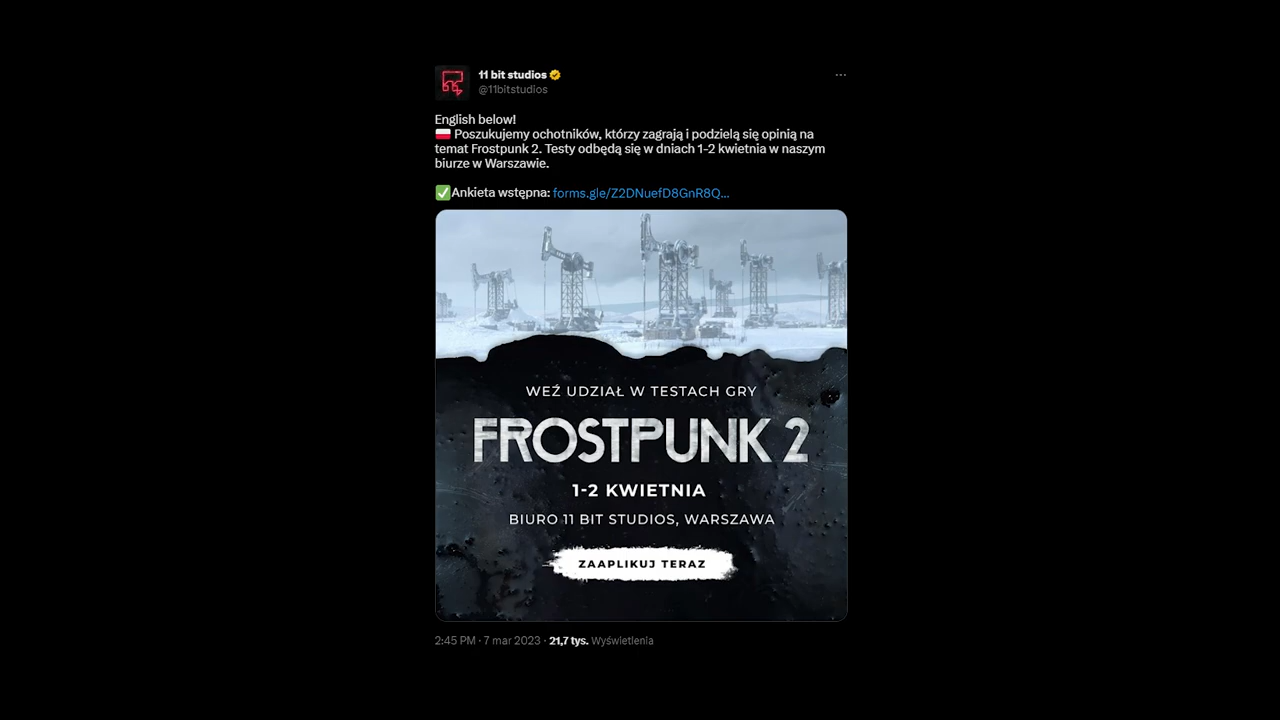 11 bit studios
@11bitstudios
English below!
🇵🇱 Poszukujemy ochotników, którzy zagrają i podzielą się opinią na
temat Frostpunk 2. Testy odbędą się w dniach 1-2 kwietnia w naszym
biurze w Warszawie.
✅Ankieta wstępna: forms.gle/Z2DNuefD8GnR8Q...
WEŹ UDZIAŁ W TESTACH GRY
FROSTPUNK 2
1-2 KWIETNIA
BIURO 11 BIT STUDIOS, WARSZAWA
ZAAPLIKUJ TERAZ
2:45 PM · 7 mar 2023 · 21,7 tys. Wyświetlenia